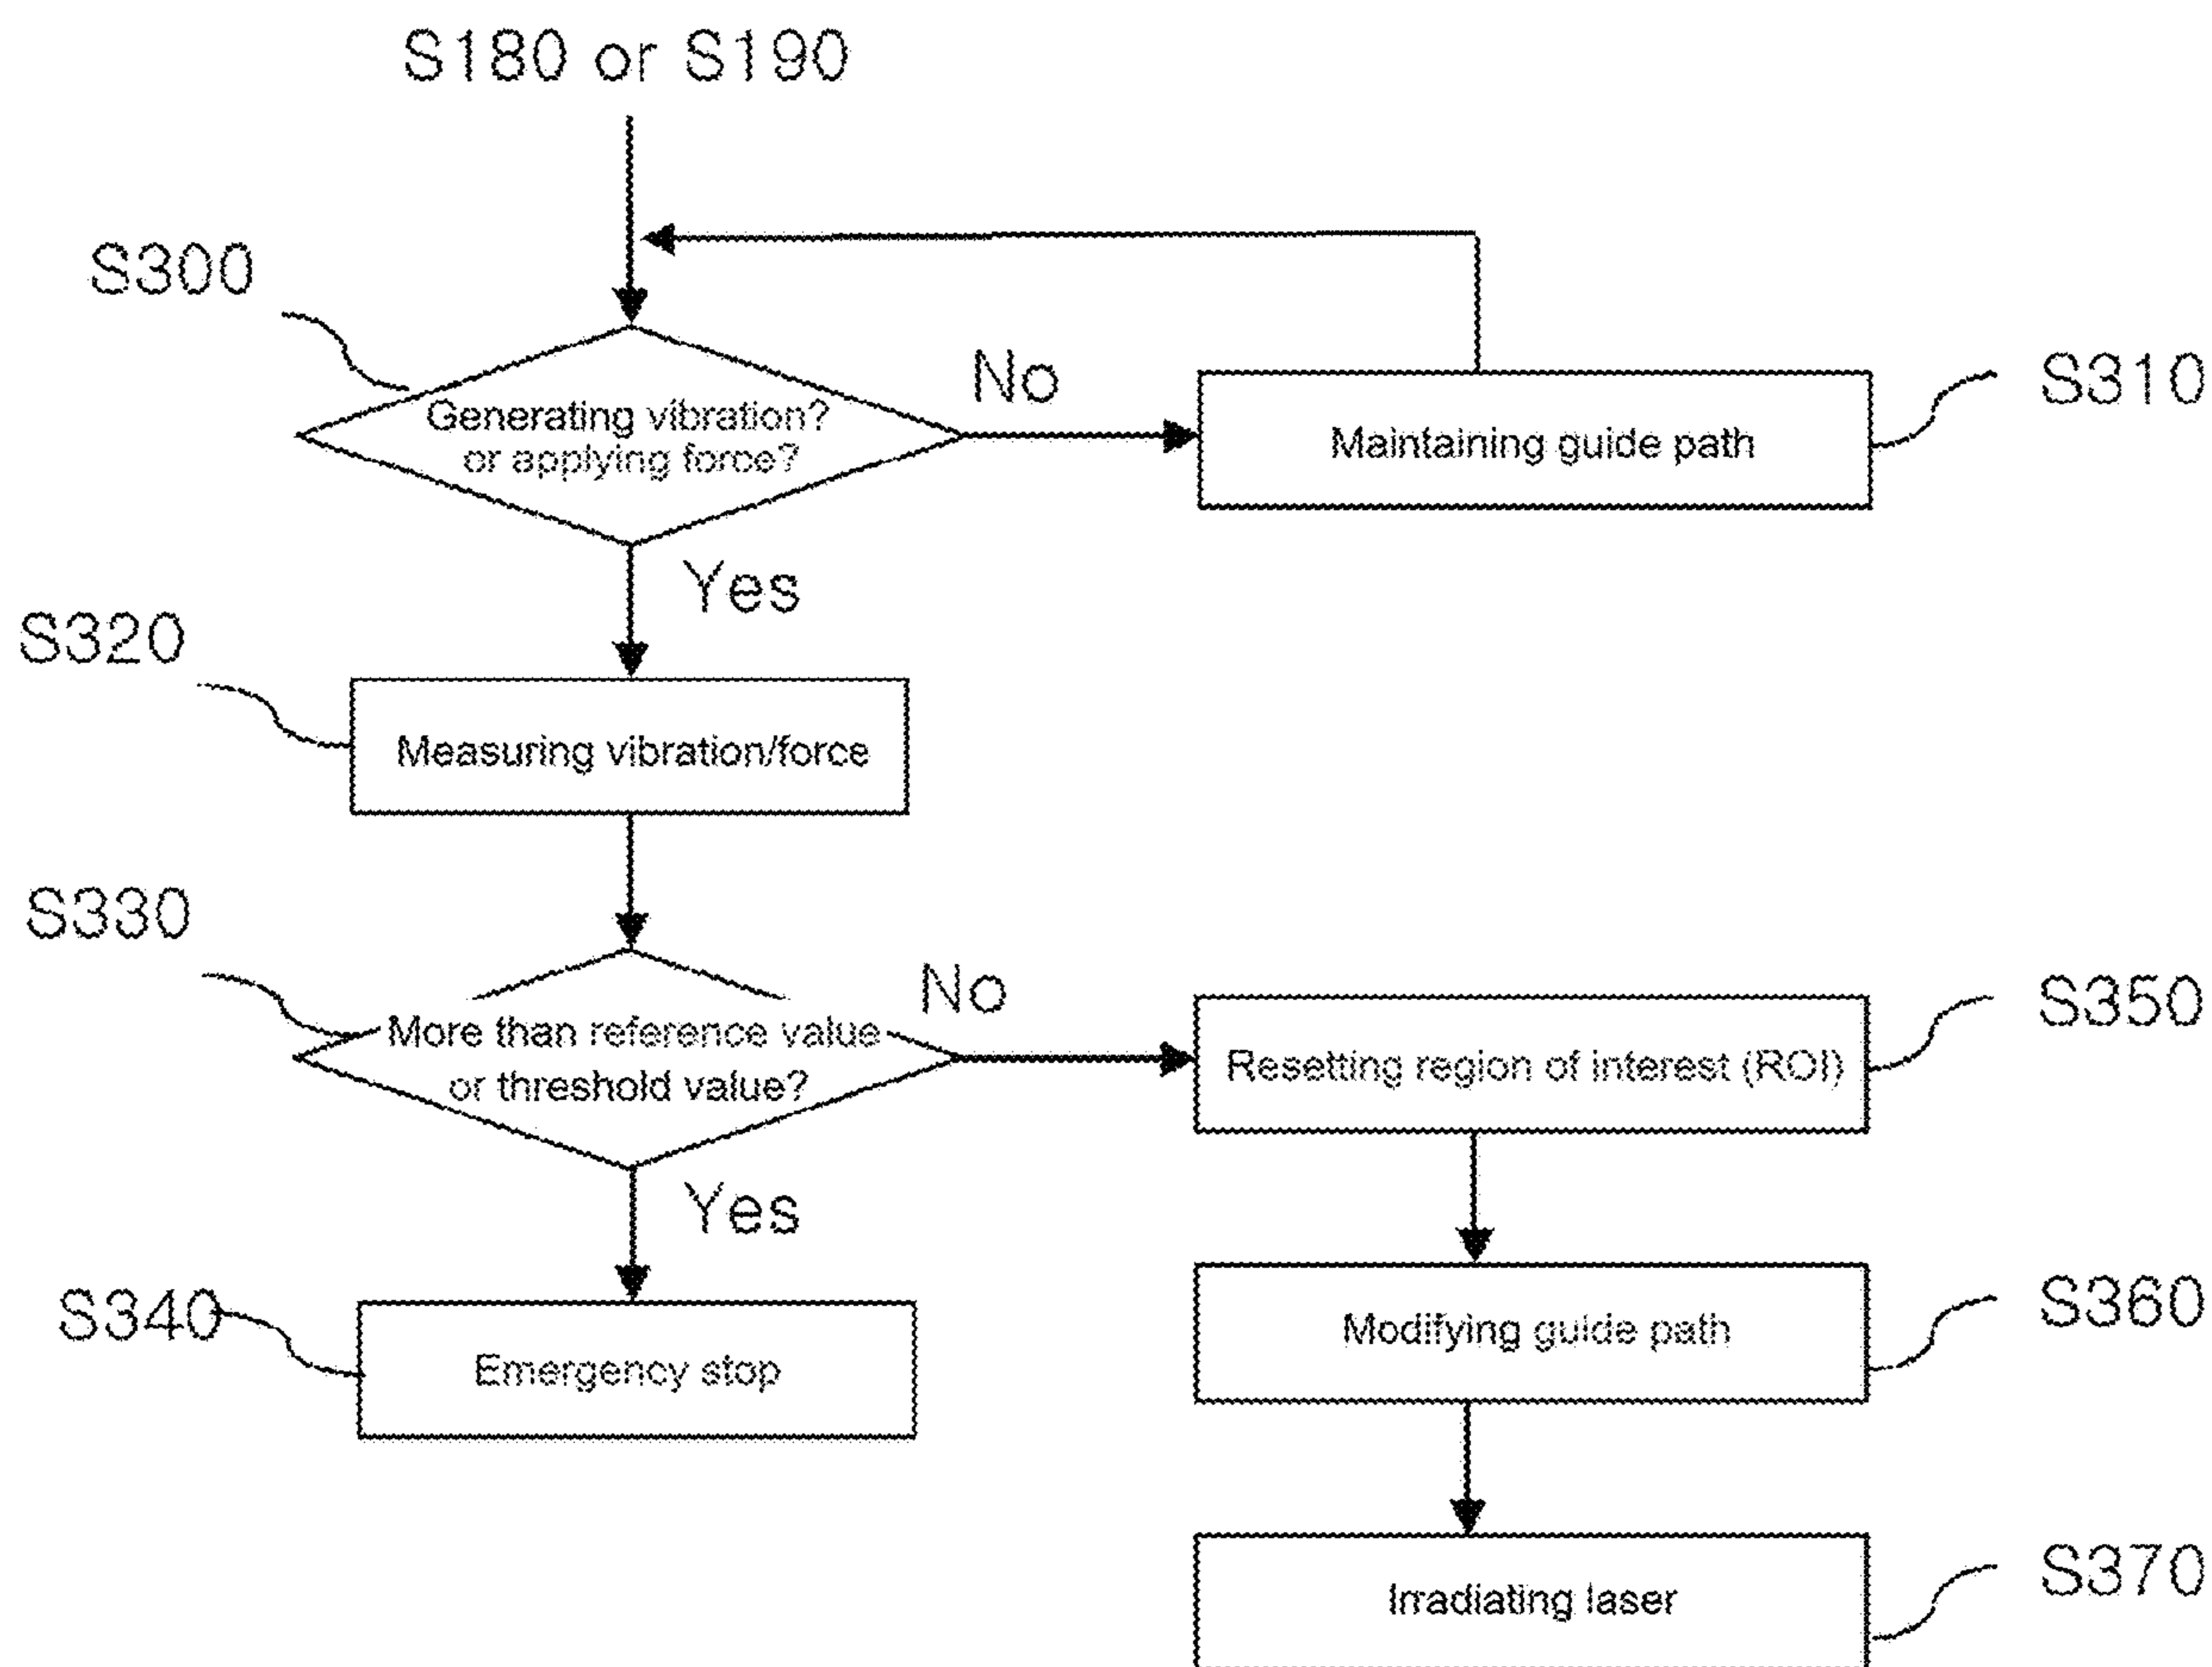 S180 or S190
S300
Generating vibration?
or applying force?
No
Maintaining guide path
S310
Yes
S320
Measuring vibration/force
S330
More than reference value
or threshold value?
No
Resetting region of interest (ROI)
S350
Yes
S340
Emergency stop
Modifying guide path
S360
Irradiating laser
S370